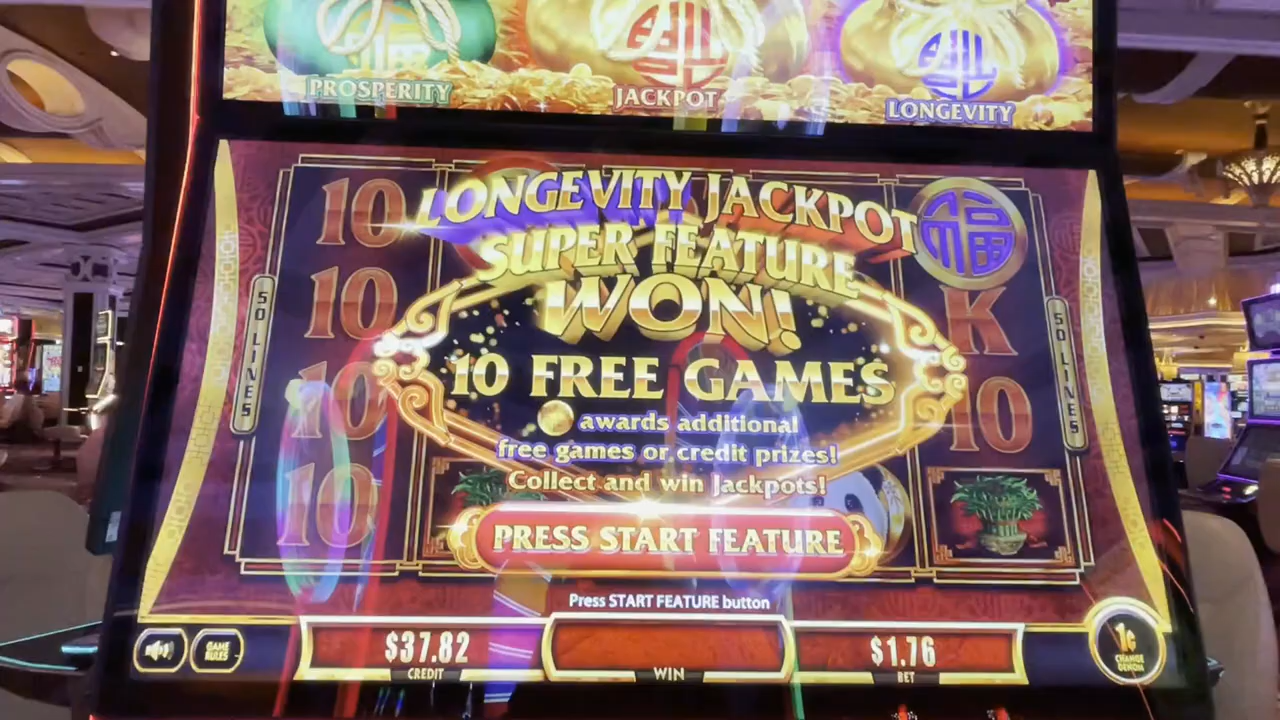 PROSPERITY
JACKPOT
LONGEVITY
LONGEVITY JACKPOT
SUPER FEATURE
WON!
10 FREE GAMES
awards additional
free games or credit prizes!
Collect and win Jackpots!
PRESS START FEATURE
Press START FEATURE button
10
10
10
10
50 LINES
福
K
10
50 LINES
GAME
RULES
$37.82
CREDIT
WIN
$1.76
BET
1¢
CHANGE
DENOM